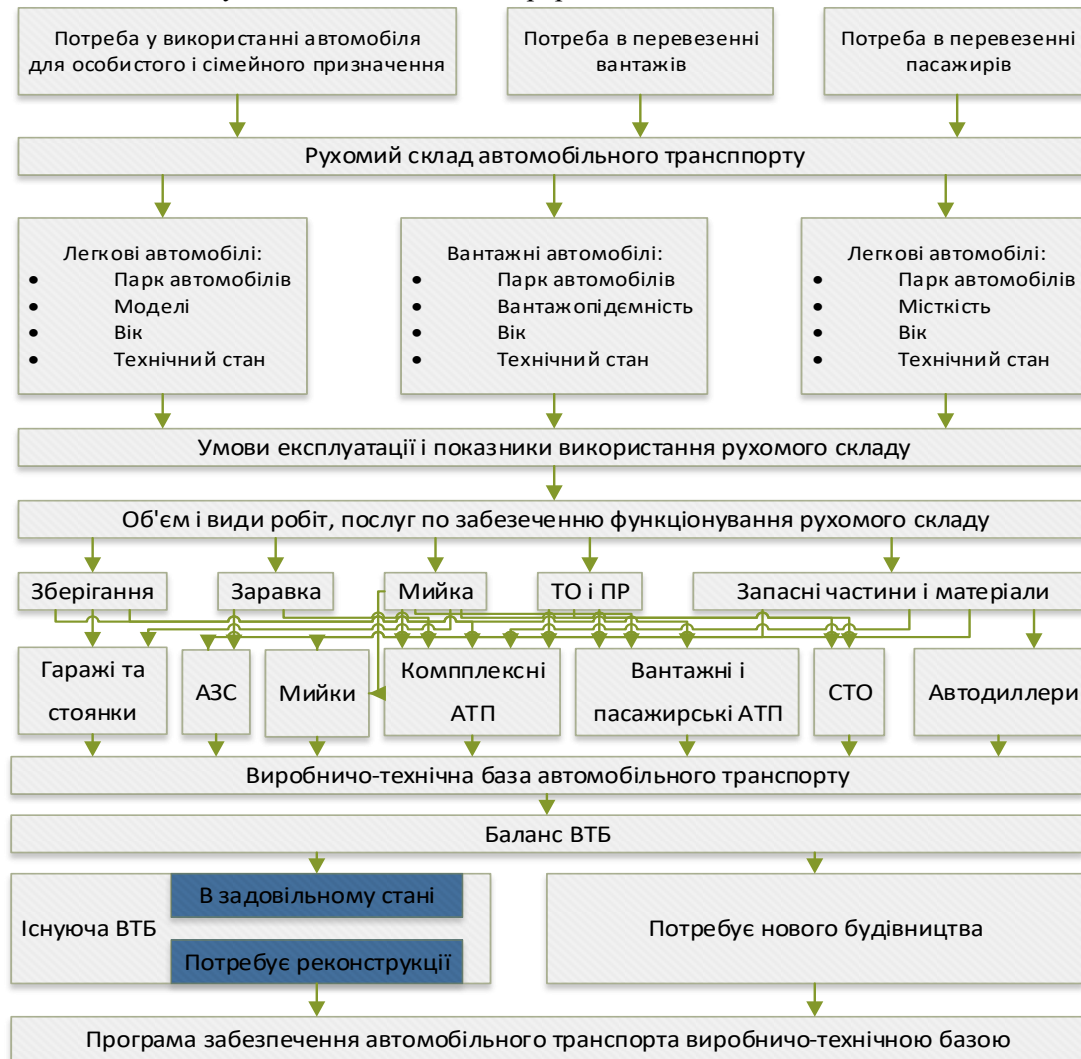 Потреба у використанні автомобіля
для особистого і сімейного призначення
Потреба в перевезенні
вантажів
Потреба в перевезенні
пасажирів
Рухомий склад автомобільного трансппорту
Легкові автомобілі:
• Парк автомобілів
• Моделі
• Вік
• Технічний стан
Вантажні автомобілі:
• Парк автомобілів
• Вантажопідємність
• Вік
• Технічний стан
Легкові автомобілі:
• Парк автомобілів
• Місткість
• Вік
• Технічний стан
Умови експлуатації і показники використання рухомого складу
Об'єм і види робіт, послуг по забезеченню функціонування рухомого складу
Зберігання
Заравка
Мийка
ТО і ПР
Запасні частини і матеріали
Гаражі та
стоянки
АЗС
Мийки
Компплексні
АТП
Вантажні і
пасажирські АТП
СТО
Автодиллери
Виробничо-технічна база автомобільного транспорту
Баланс ВТБ
Існуюча ВТБ
В задовільному стані
Потребує реконструкції
Потребує нового будівництва
Програма забезпечення автомобільного транспорта виробничо-технічною базою